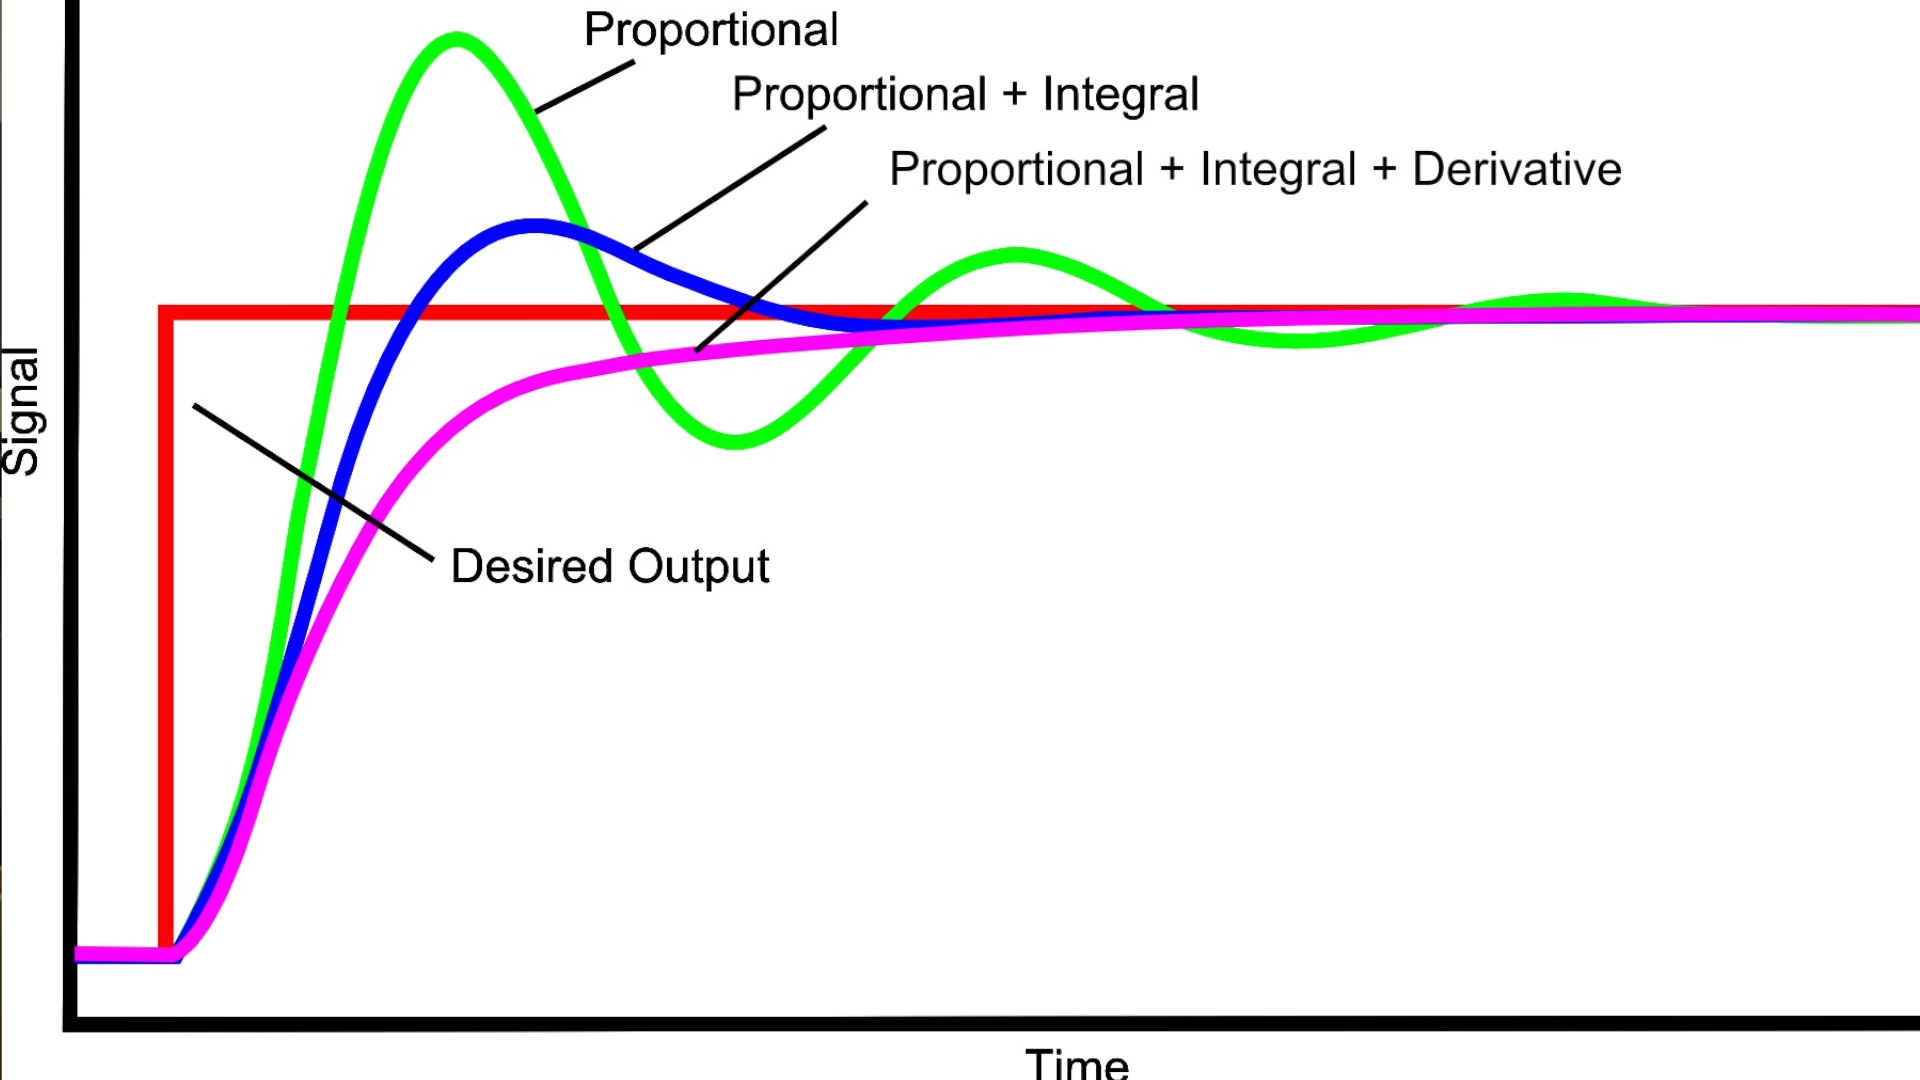 Proportional
Proportional + Integral
Proportional + Integral + Derivative
Signal
Desired Output
Time